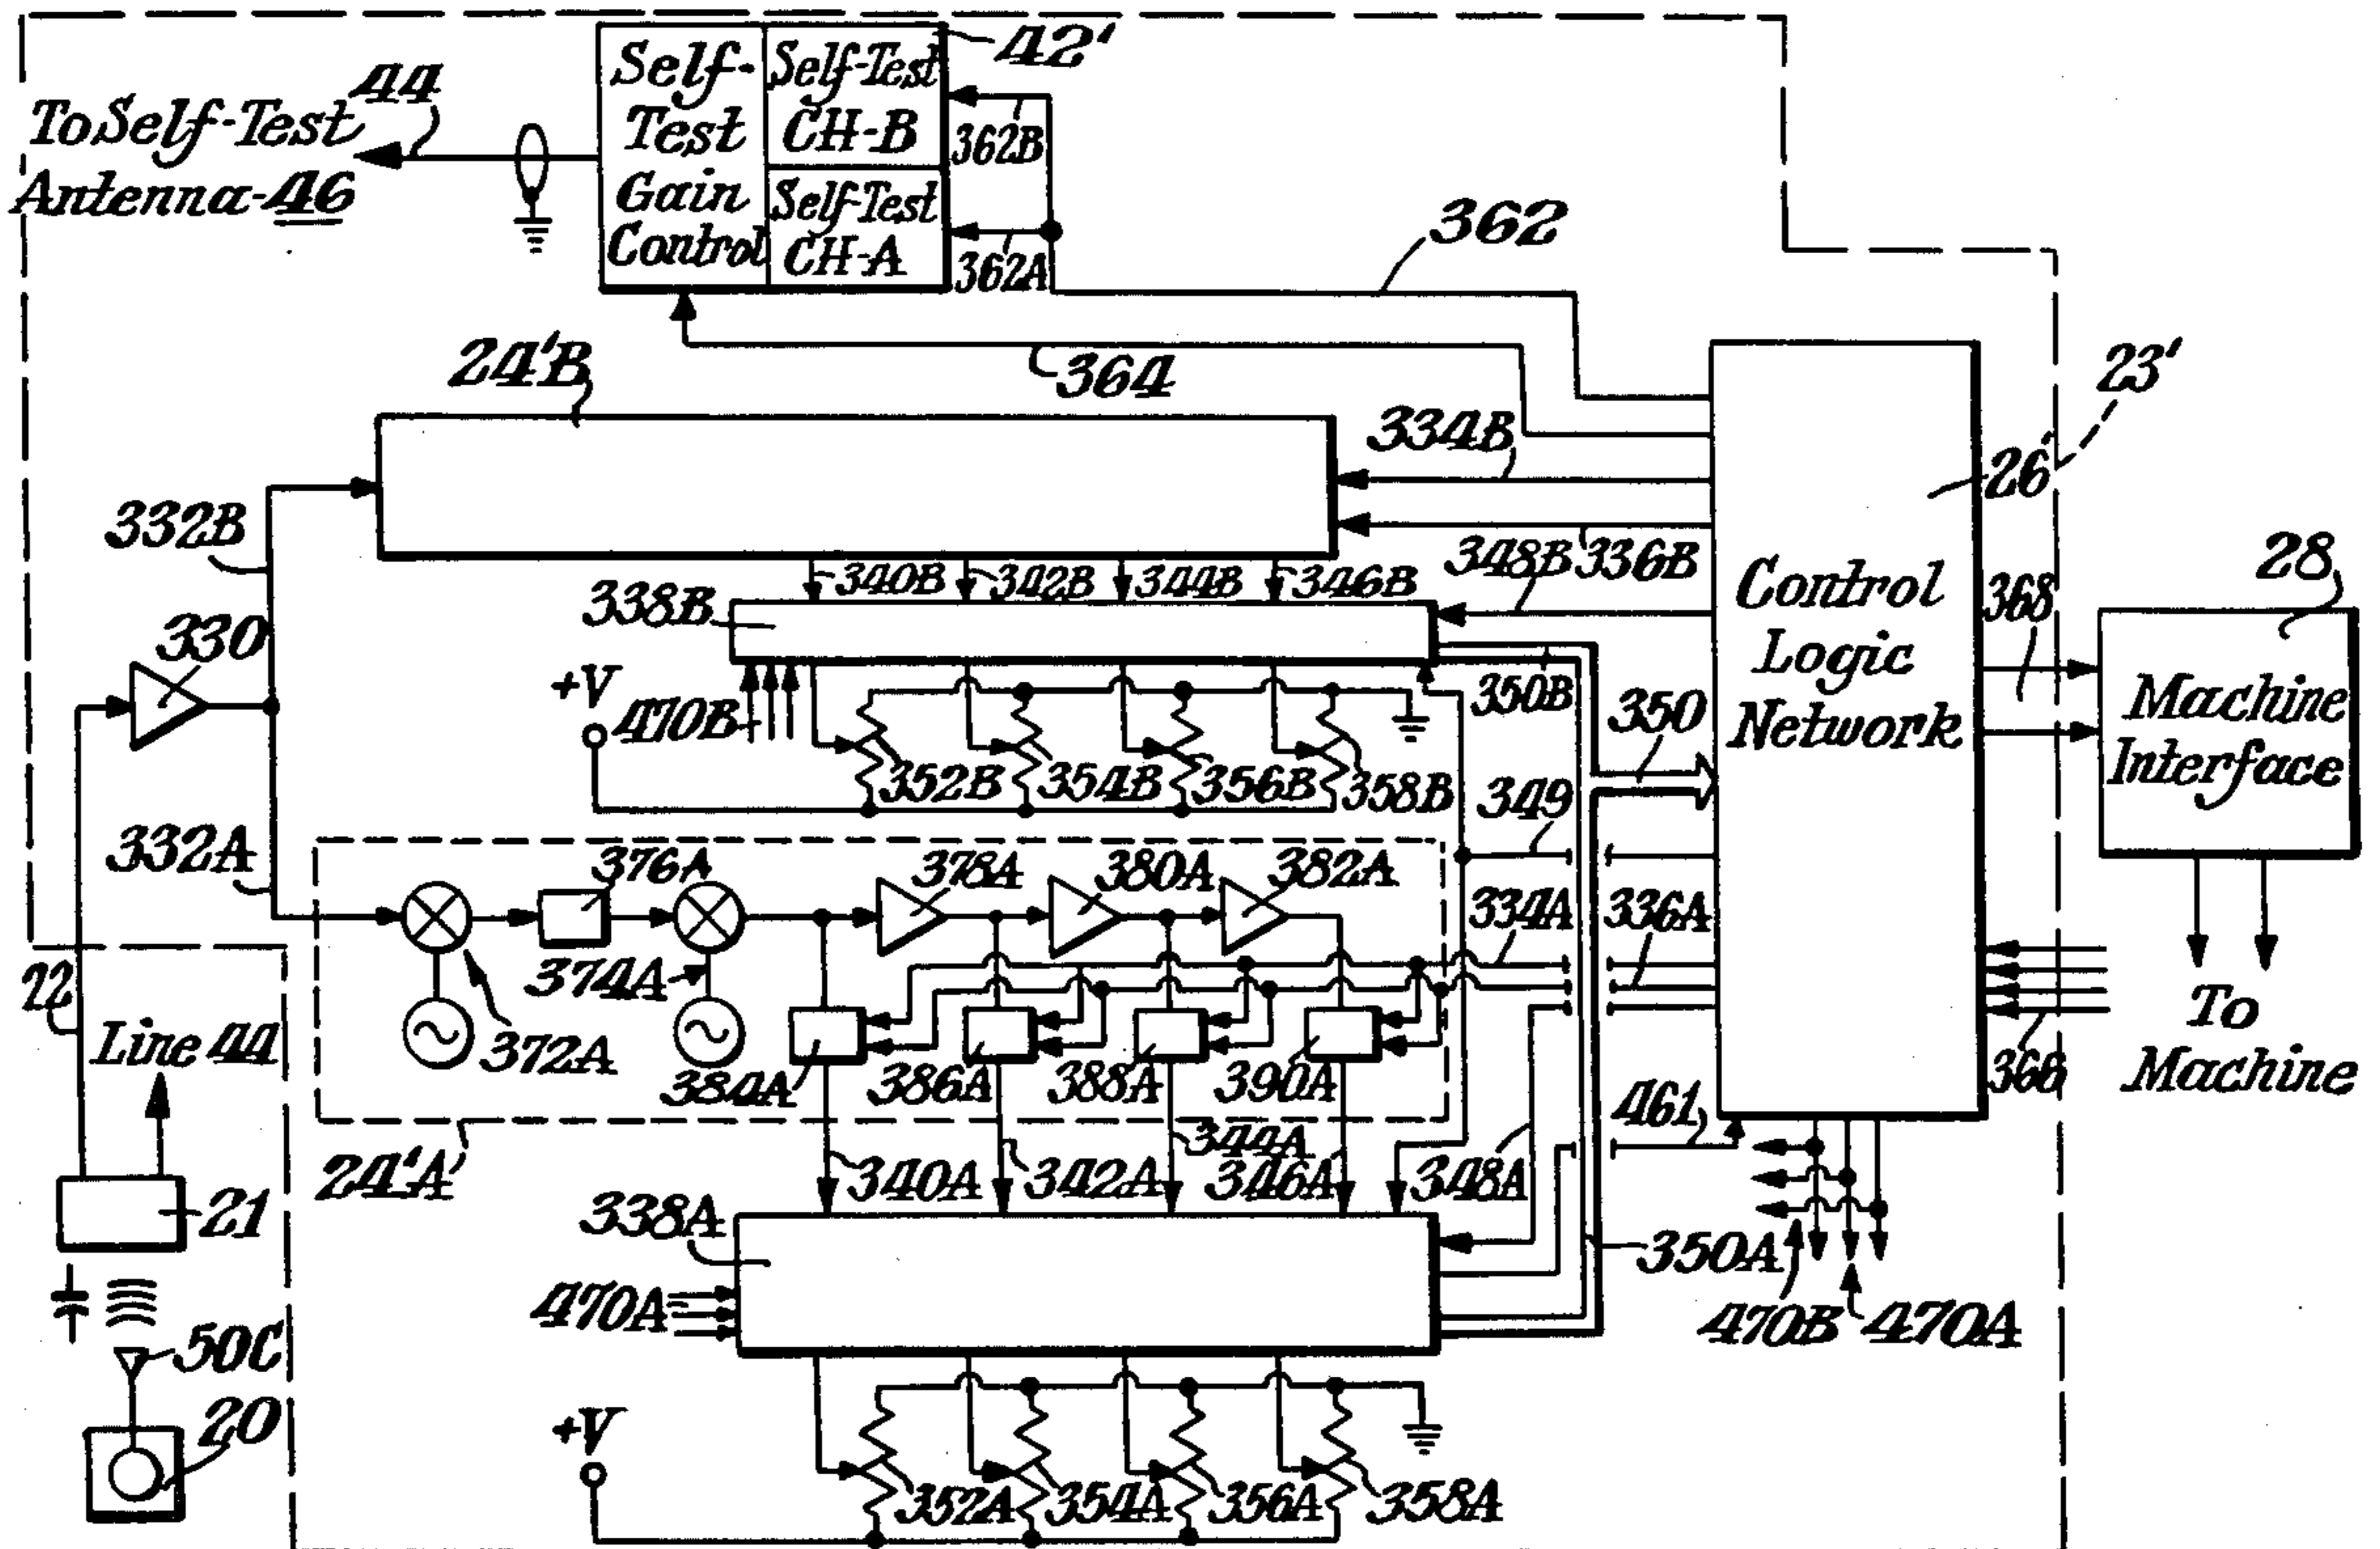 42'
44
To Self-Test
Antenna-46
Self-
Test
Gain
Control
Self-Test
CH-B
Self-Test
CH-A
362B
362A
362
364
24'B
23'
334B
26'
332B
348B
336B
340B
342B
344B
346B
338B
28
368
Control
Logic
Network
330
+V
470B
350B
350
Machine
Interface
352B
354B
356B
358B
349
332A
376A
378A
380A
382A
334A
336A
22
374A
Line 44
372A
384A
386A
388A
390A
To
Machine
366
461
24'A
344A
340A
342A
346A
348A
21
338A
350A
470A
470B
470A
50C
20
+V
352A
354A
356A
358A